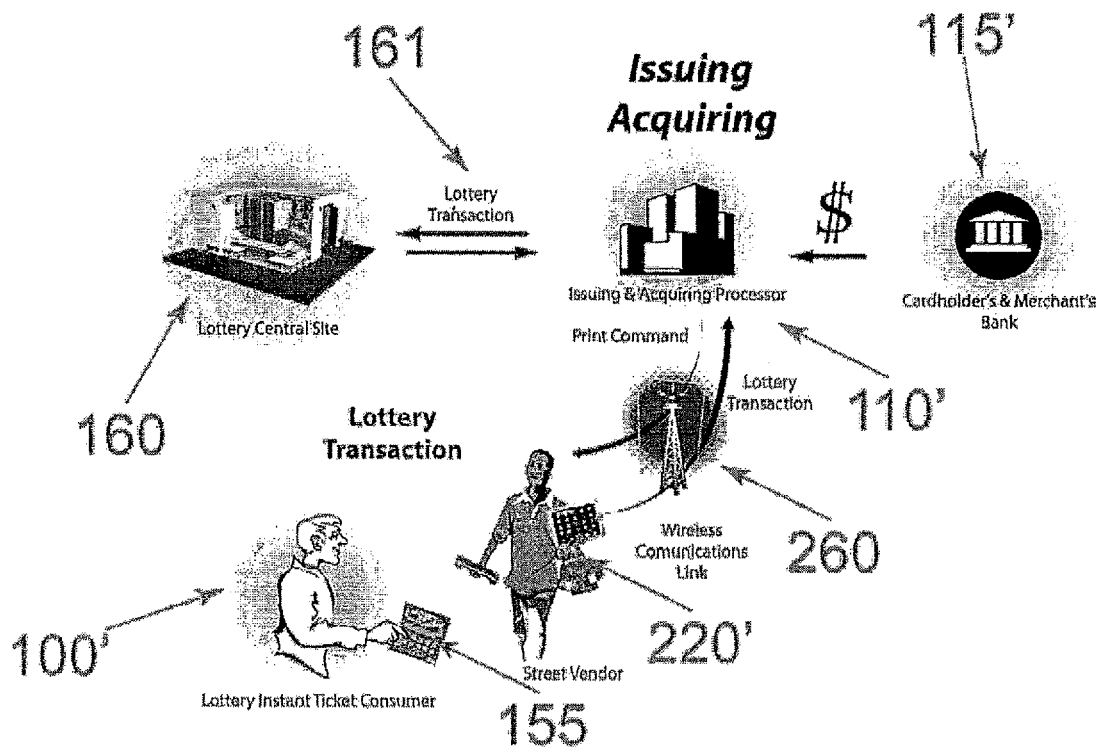 161
115’
Issuing
Acquiring
Lottery
Transaction
$
Issuing & Acquiring Processor
Cardholder's & Merchant's
Bank
Lottery Central Site
Print Command
Lottery
Transaction
110’
160
Lottery
Transaction
Wireless
Comunications
Link
260
100’
220’
Street Vendor
Lottery Instant Ticket Consumer
155